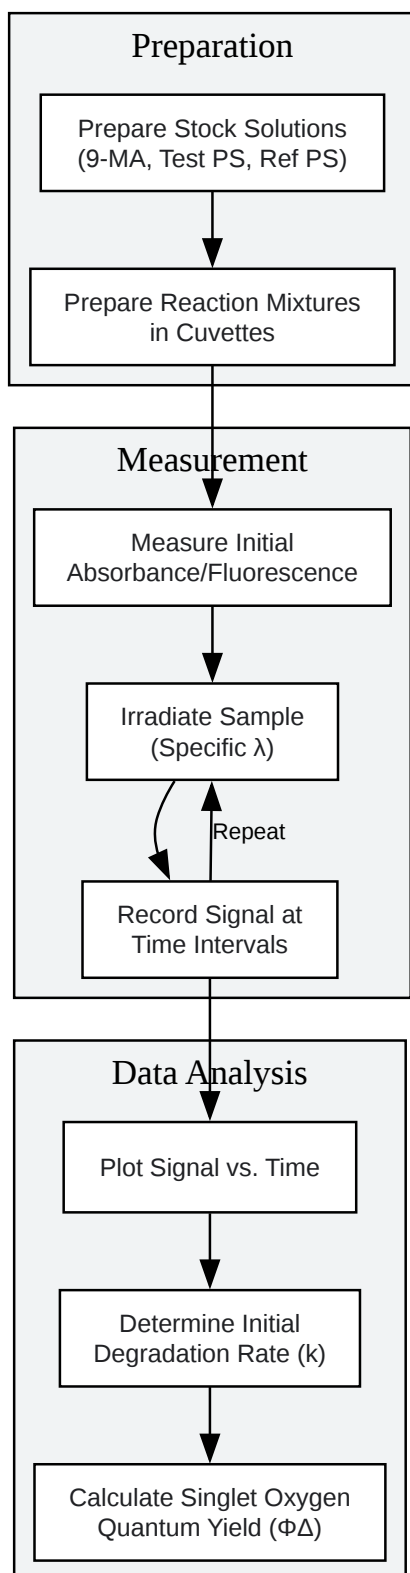 Preparation
Prepare Stock Solutions
(9-MA, Test PS, Ref PS)
Prepare Reaction Mixtures
in Cuvettes
Measurement
Measure Initial
Absorbance/Fluorescence
Irradiate Sample
(Specific λ)
Repeat
Record Signal at
Time Intervals
Data Analysis
Plot Signal vs. Time
Determine Initial
Degradation Rate (k)
Calculate Singlet Oxygen
Quantum Yield (ΦΔ)